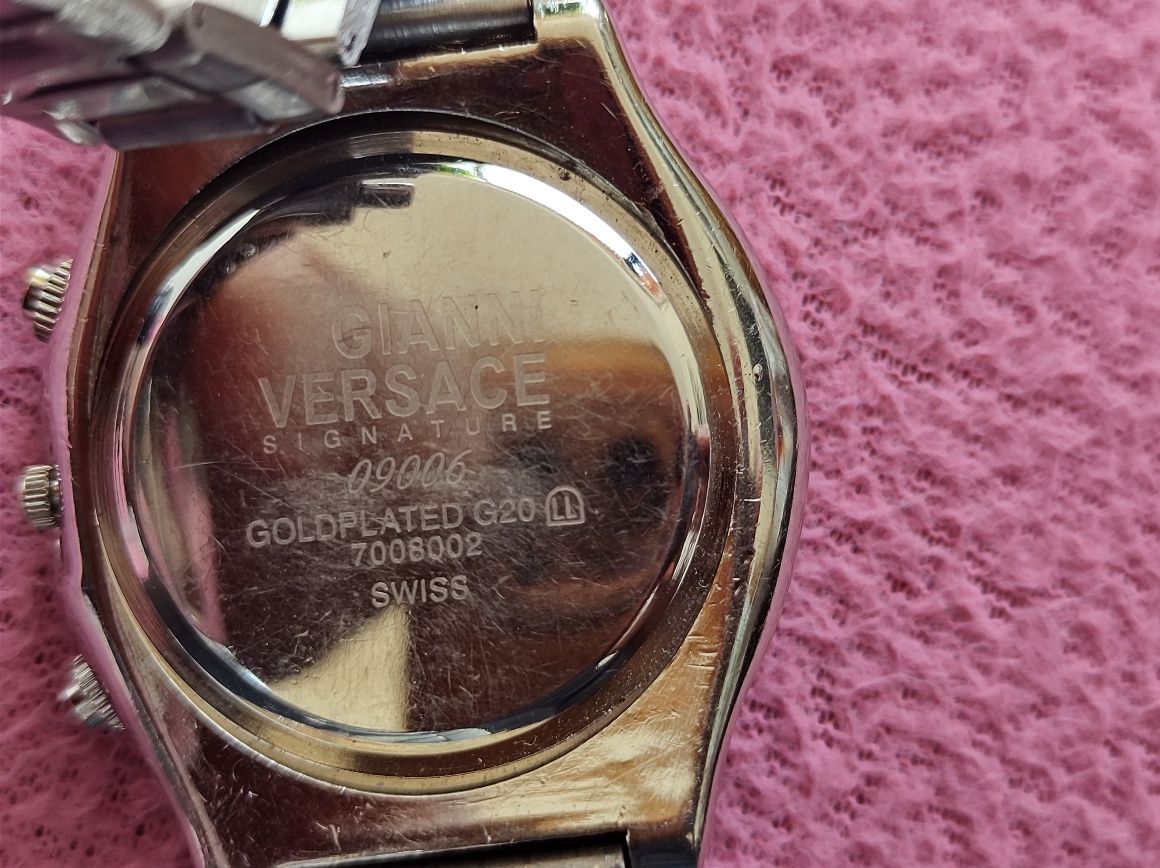 GIANNI
VERSACE
SIGNATURE
09006
GOLDPLATED G20
7008002
SWISS